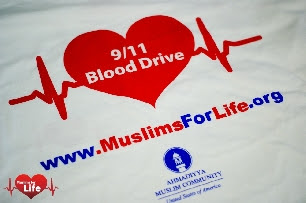 9/11
Blood Drive
www.MuslimsForLife.org
AHMADIYYA
MUSLIM COMMUNITY
United States of America
Life